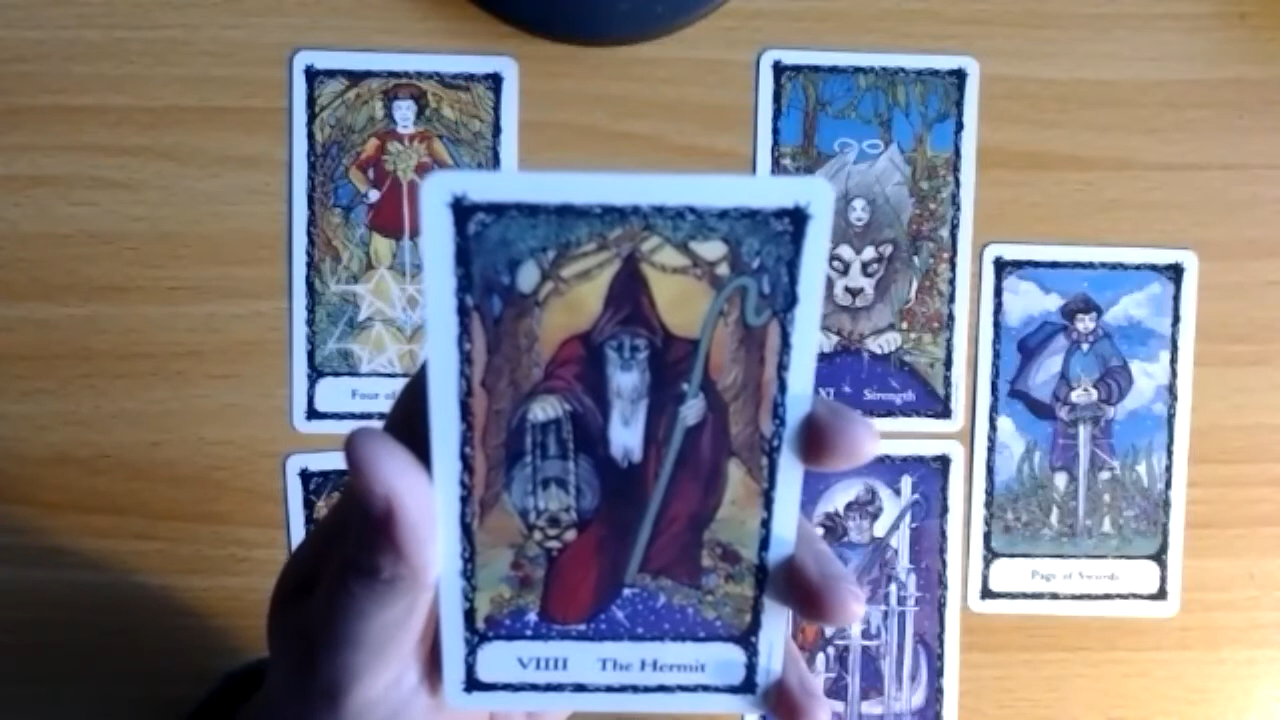 Four of
XI Strength
Page of Swords
VIIII The Hermit